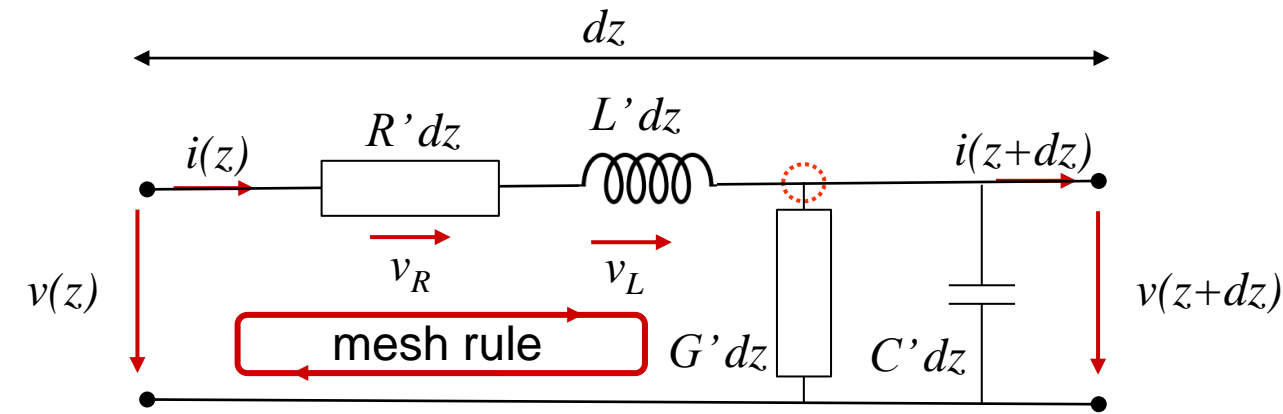 dz
R’dz
L’dz
i(z)
i(z+dz)
v_R
v_L
v(z)
v(z+dz)
mesh rule
G’dz
C’dz